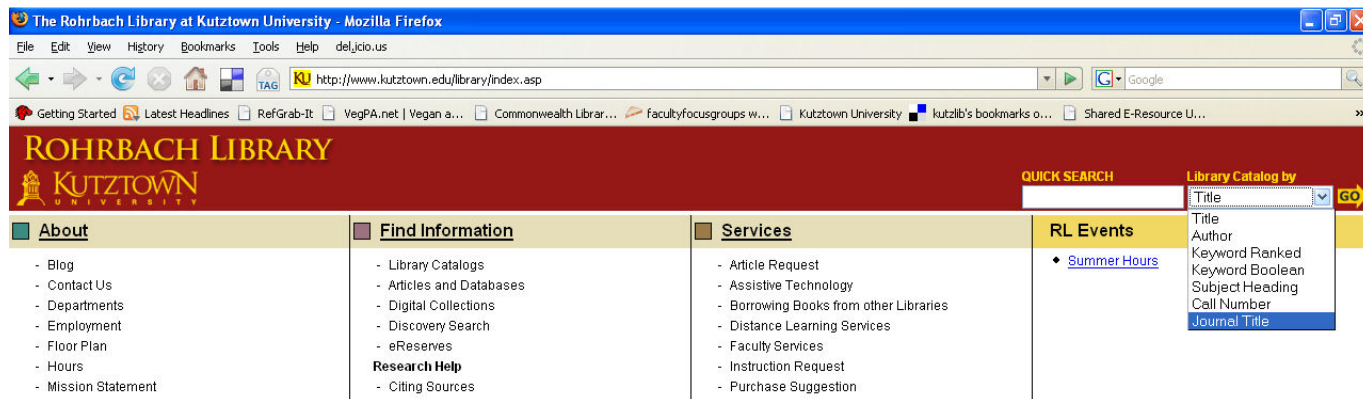 The Rohrbach Library at Kutztown University - Mozilla Firefox
File Edit View History Bookmarks Tools Help del.icio.us
TAG KU http://www.kutztown.edu/library/index.asp G Google
Getting Started Latest Headlines RefGrab-It VegPA.net | Vegan a... Commonwealth Librar... facultyfocusgroups w... Kutztown University kutzlib's bookmarks o... Shared E-Resource U... »
ROHRBACH LIBRARY
KUTZTOWN
UNIVERSITY
QUICK SEARCH Library Catalog by
Title GO
About
- Blog
- Contact Us
- Departments
- Employment
- Floor Plan
- Hours
- Mission Statement
Find Information
- Library Catalogs
- Articles and Databases
- Digital Collections
- Discovery Search
- eReserves
Research Help
- Citing Sources
Services
- Article Request
- Assistive Technology
- Borrowing Books from other Libraries
- Distance Learning Services
- Faculty Services
- Instruction Request
- Purchase Suggestion
RL Events
Summer Hours
Title
Author
Keyword Ranked
Keyword Boolean
Subject Heading
Call Number
Journal Title